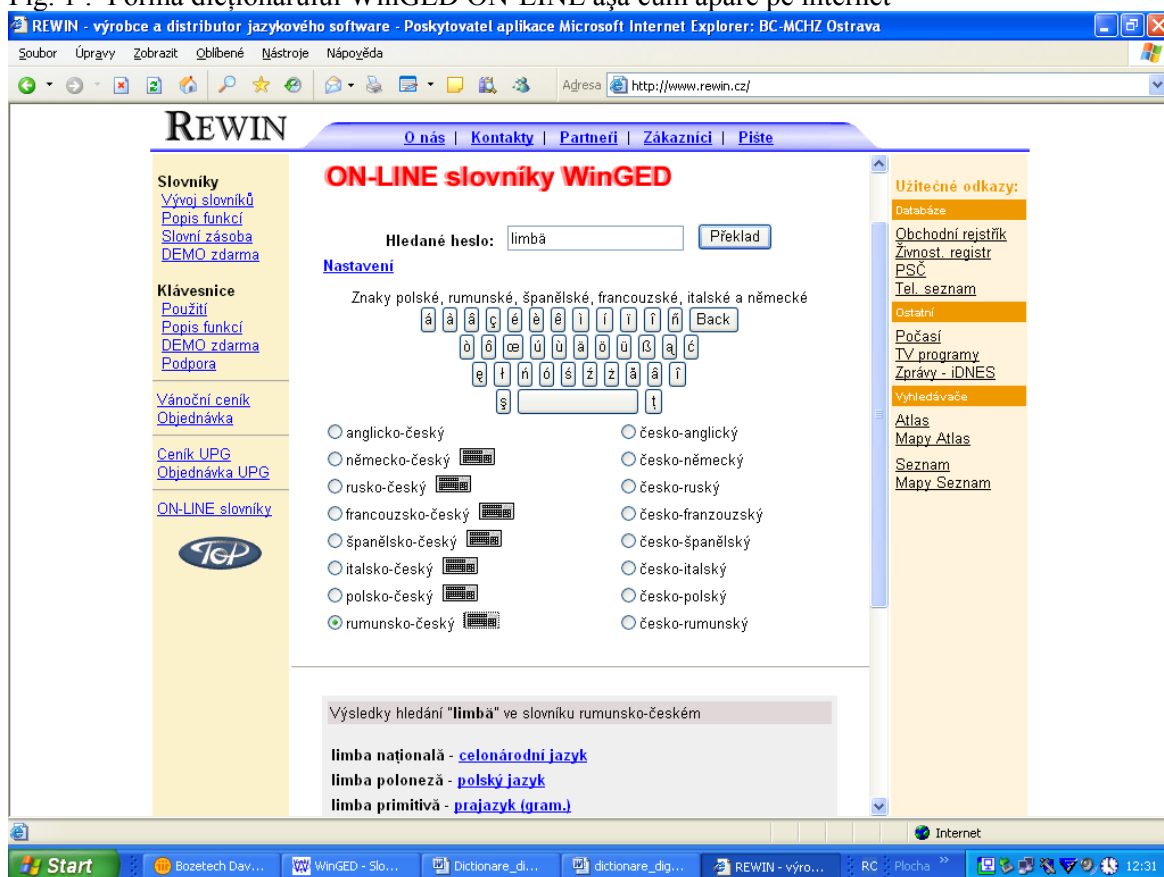 Fig. 1 : Forma dicționarului WinGED ON-LINE așa cum apare pe internet
REWIN - výrobce a distributor jazykového software - Poskytovatel aplikace Microsoft Internet Explorer: BC-MCHZ Ostrava
Soubor Úpravy Zobrazit Oblíbené Nástroje Nápověda
Adresa http://www.rewin.cz/
REWIN
O nás | Kontakty | Partneři | Zákazníci | Pište
Slovníky
Vývoj slovníků
Popis funkcí
Slovní zásoba
DEMO zdarma
Klávesnice
Použití
Popis funkcí
DEMO zdarma
Podpora
Vánoční ceník
Objednávka
Ceník UPG
Objednávka UPG
ON-LINE slovníky
TOP
ON-LINE slovníky WinGED
Hledané heslo: limbä Překlad
Nastavení
Znaky polské, rumunské, španělské, francouzské, italské a německé
á à â ç é è ê ì í ï î ñ Back
ò ô œ ú ù ä ö ü ß ą ć
ę ł ń ó ś ź ż ă â î
ş ț
anglicko-český česko-anglický
německo-český česko-německý
rusko-český česko-ruský
francouzsko-český česko-franzouzský
španělsko-český česko-španělský
italsko-český česko-italský
polsko-český česko-polský
rumunsko-český česko-rumunský
Výsledky hledání "limbä" ve slovníku rumunsko-českém
limba națională - celonárodní jazyk
limba poloneză - polský jazyk
limba primitivă - prajazyk (gram.)
Užitečné odkazy:
Databáze
Obchodní rejstřík
Živnost. registr
PSČ
Tel. seznam
Ostatní
Počasí
TV programy
Zprávy - iDNES
Vyhledávače
Atlas
Mapy Atlas
Seznam
Mapy Seznam
Internet
Start Bozetech Dav... WinGED - Slo... Dictionare_di... dictionare_dig... REWIN - výro... RC Plocha » 12:31